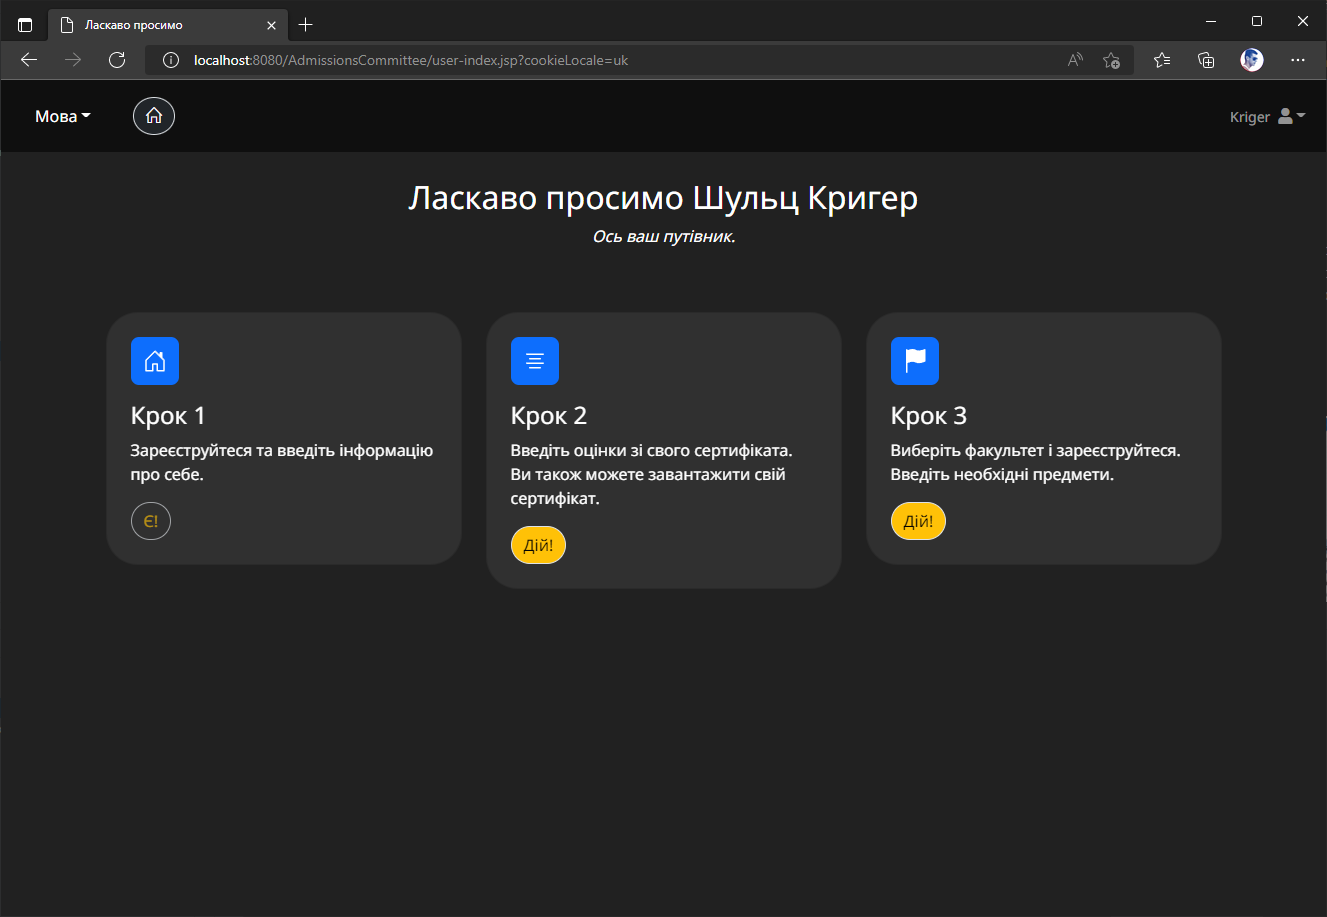 Ласкаво просимо
localhost:8080/AdmissionsCommittee/user-index.jsp?cookieLocale=uk
Мова
Kriger
Ласкаво просимо Шульц Кригер
Ось ваш путівник.
Крок 1
Зареєструйтеся та введіть інформацію
про себе.
Є!
Крок 2
Введіть оцінки зі свого сертифіката.
Ви також можете завантажити свій
сертифікат.
Дій!
Крок 3
Виберіть факультет і зареєструйтеся.
Введіть необхідні предмети.
Дій!